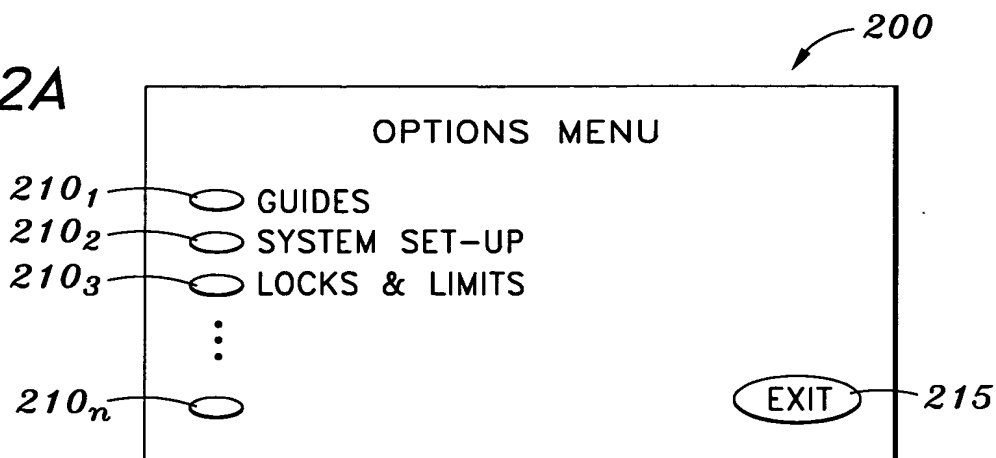 200
2A
OPTIONS MENU
210₁ GUIDES
210₂ SYSTEM SET-UP
210₃ LOCKS & LIMITS
210ₙ EXIT 215